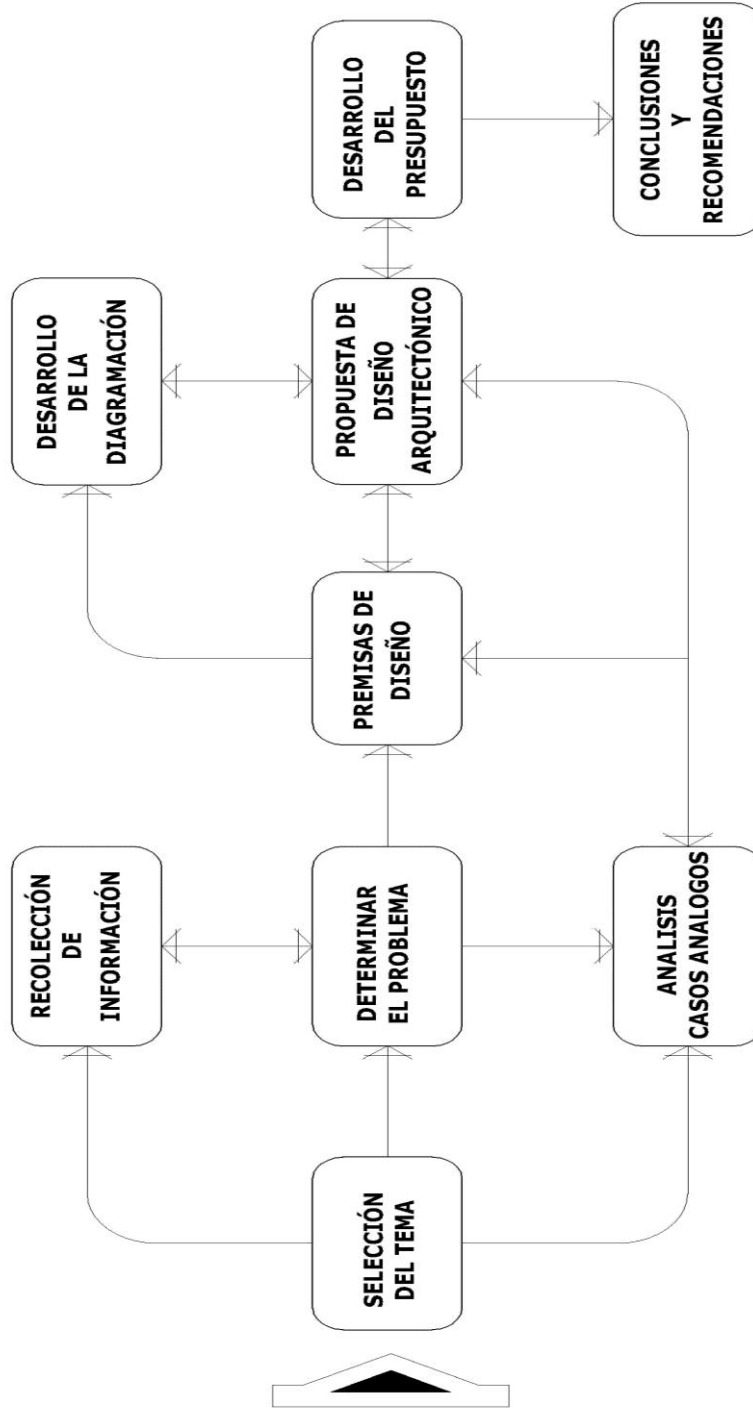 SELECCIÓN
DEL TEMA
RECOLECCIÓN
DE
INFORMACIÓN
DETERMINAR
EL PROBLEMA
ANALISIS
CASOS ANALOGOS
PREMISAS DE
DISEÑO
DESARROLLO
DE LA
DIAGRAMACIÓN
PROPUESTA DE
DISEÑO
ARQUITECTÓNICO
DESARROLLO
DEL
PRESUPUESTO
CONCLUSIONES
Y
RECOMENDACIONES